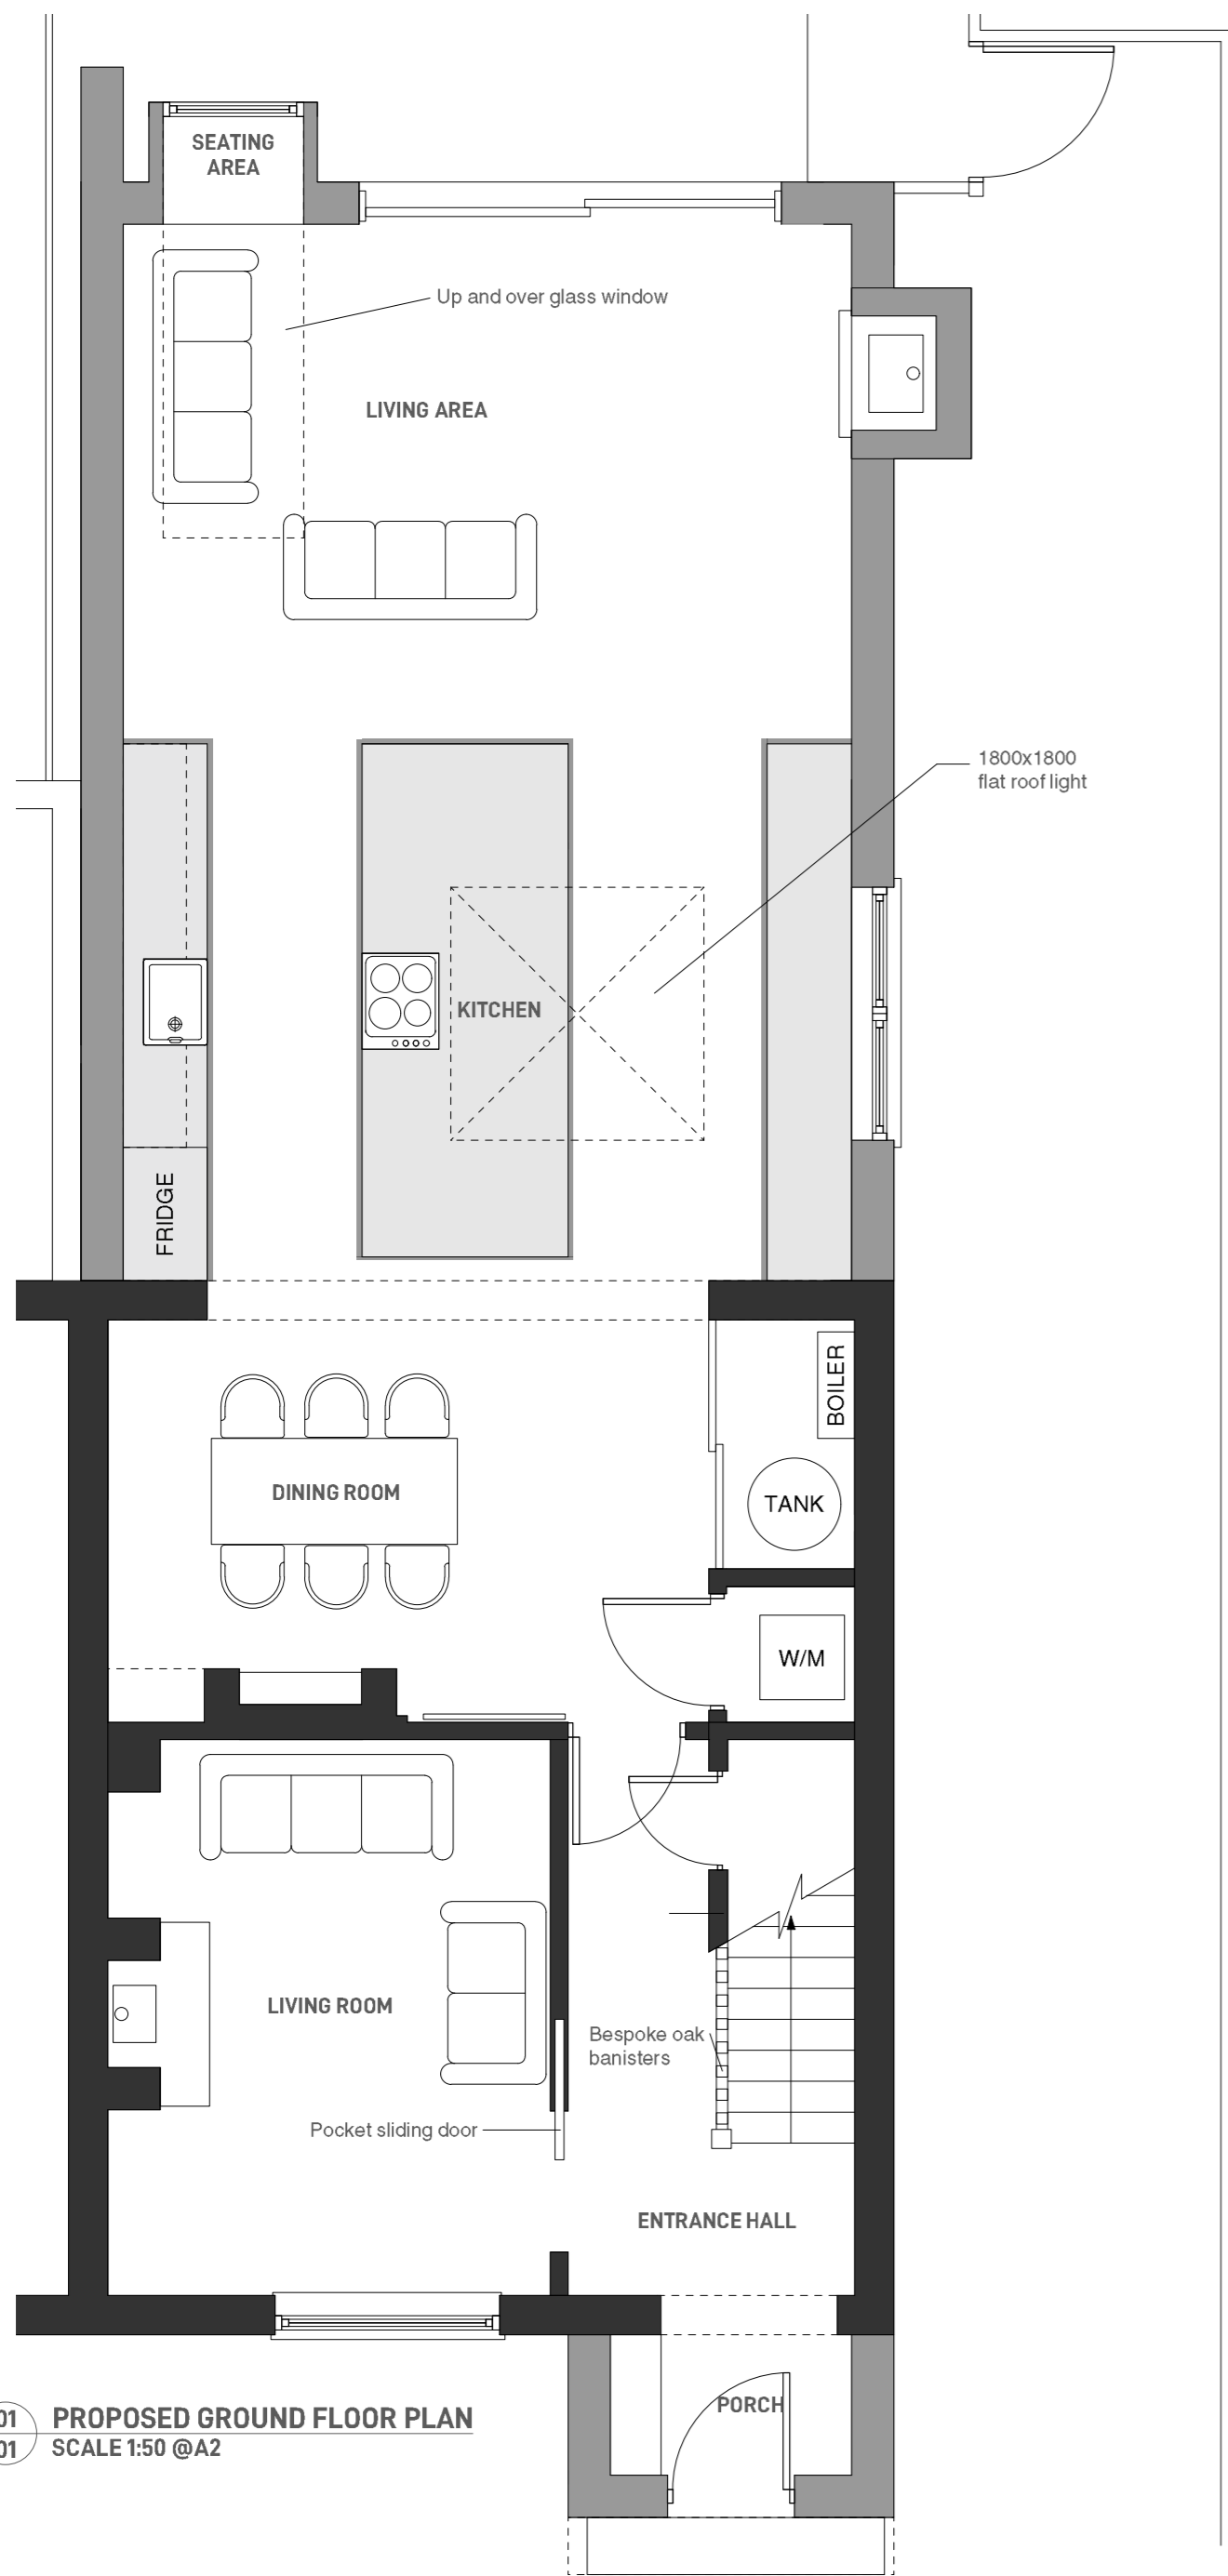 SEATING
AREA
Up and over glass window
LIVING AREA
1800x1800
flat roof light
KITCHEN
FRIDGE
BOILER
DINING ROOM
TANK
W/M
LIVING ROOM
Bespoke oak
banisters
Pocket sliding door
ENTRANCE HALL
PORCH
01 PROPOSED GROUND FLOOR PLAN
01 SCALE 1:50 @A2